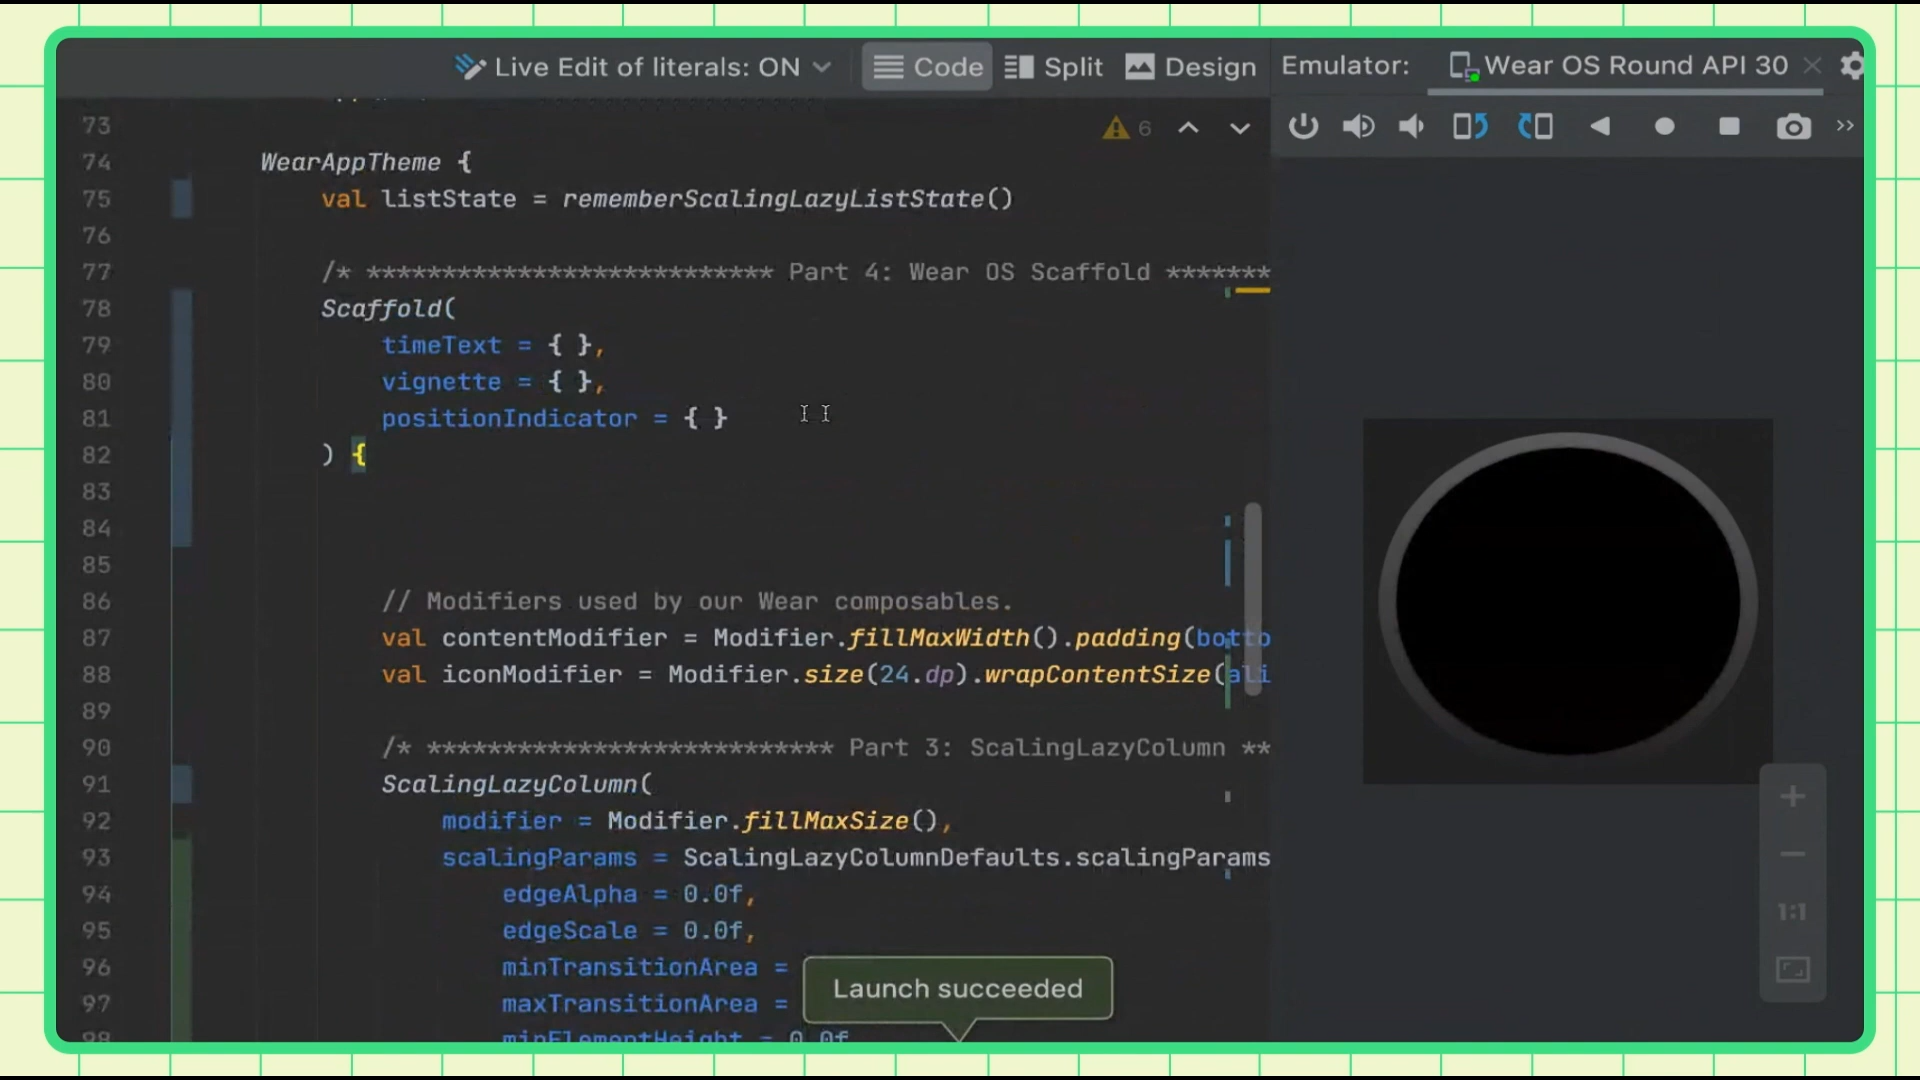 Live Edit of literals: ON
Code
Split
Design
Emulator:
Wear OS Round API 30
6
73
74 WearAppTheme {
75 val listState = rememberScalingLazyListState()
76
77 /* *************************** Part 4: Wear OS Scaffold *******
78 Scaffold(
79 timeText = { },
80 vignette = { },
81 positionIndicator = { }
82 ) {
83
84
85
86 // Modifiers used by our Wear composables.
87 val contentModifier = Modifier.fillMaxWidth().padding(botto
88 val iconModifier = Modifier.size(24.dp).wrapContentSize(ali
89
90 /* *************************** Part 3: ScalingLazyColumn **
91 ScalingLazyColumn(
92 modifier = Modifier.fillMaxSize(),
93 scalingParams = ScalingLazyColumnDefaults.scalingParams
94 edgeAlpha = 0.0f,
95 edgeScale = 0.0f,
96 minTransitionArea =
97 maxTransitionArea =
98 minElementHeight = 0.0f
Launch succeeded
1:1